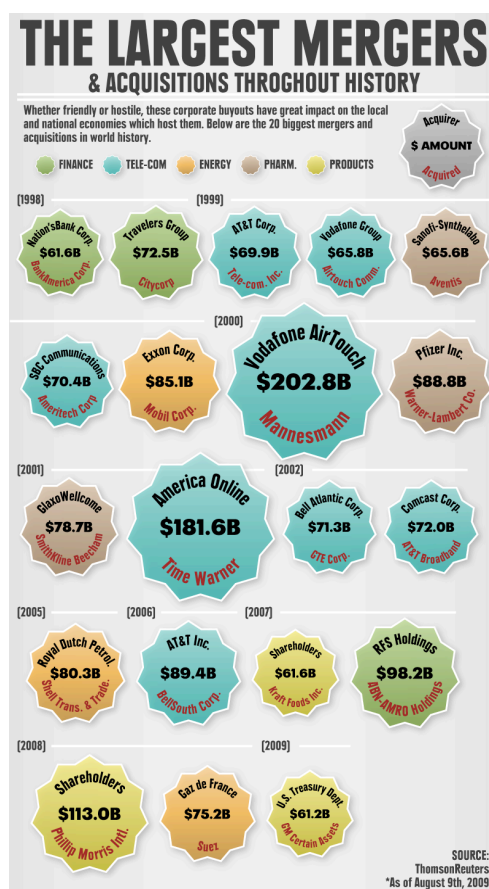 THE LARGEST MERGERS
& ACQUISITIONS THROGHOUT HISTORY
Whether friendly or hostile, these corporate buyouts have great impact on the local
and national economies which host them. Below are the 20 biggest mergers and
acquisitions in world history.
Acquirer
$ AMOUNT
Acquired
FINANCE
TELE-COM
ENERGY
PHARM.
PRODUCTS
(1998)
(1999)
Nation'sBank Corp.
$61.6B
BankAmerica Corp.
Travelers Group
$72.5B
Citycorp
AT&T Corp.
$69.9B
Tele-com. Inc.
Vodafone Group
$65.8B
Airtouch Comm.
Sanofi-Synthelabo
$65.6B
Aventis
(2000)
SBC Communications
$70.4B
Ameritech Corp
Exxon Corp.
$85.1B
Mobil Corp.
Vodafone AirTouch
$202.8B
Mannesmann
Pfizer Inc.
$88.8B
Warner-Lambert Co.
(2001)
(2002)
GlaxoWellcome
$78.7B
SmithKline Beecham
America Online
$181.6B
Time Warner
Bell Atlantic Corp.
$71.3B
GTE Corp.
Comcast Corp.
$72.0B
AT&T Broadband
(2005)
(2006)
(2007)
Royal Dutch Petrol.
$80.3B
Shell Trans. & Trade.
AT&T Inc.
$89.4B
BellSouth Corp.
Shareholders
$61.6B
Kraft Foods Inc.
RFS Holdings
$98.2B
ABN-AMRO Holdings
(2008)
(2009)
Shareholders
$113.0B
Phillip Morris Intl.
Gaz de France
$75.2B
Suez
U.S. Treasury Dept.
$61.2B
GM Certain Assets
SOURCE:
ThomsonReuters
*As of August 9th, 2009